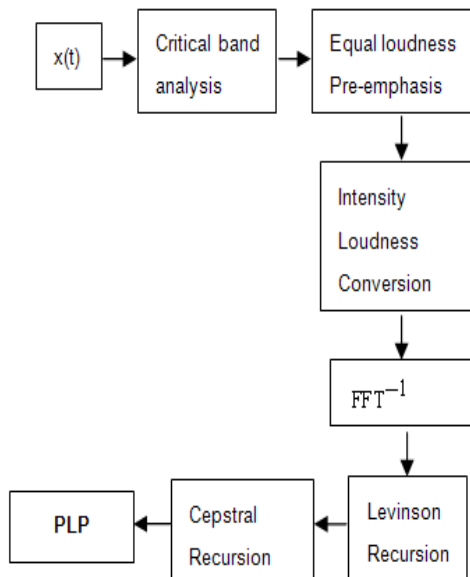 x(t)
Critical band
analysis
Equal loudness
Pre-emphasis
Intensity
Loudness
Conversion
FFT⁻¹
Levinson
Recursion
Cepstral
Recursion
PLP